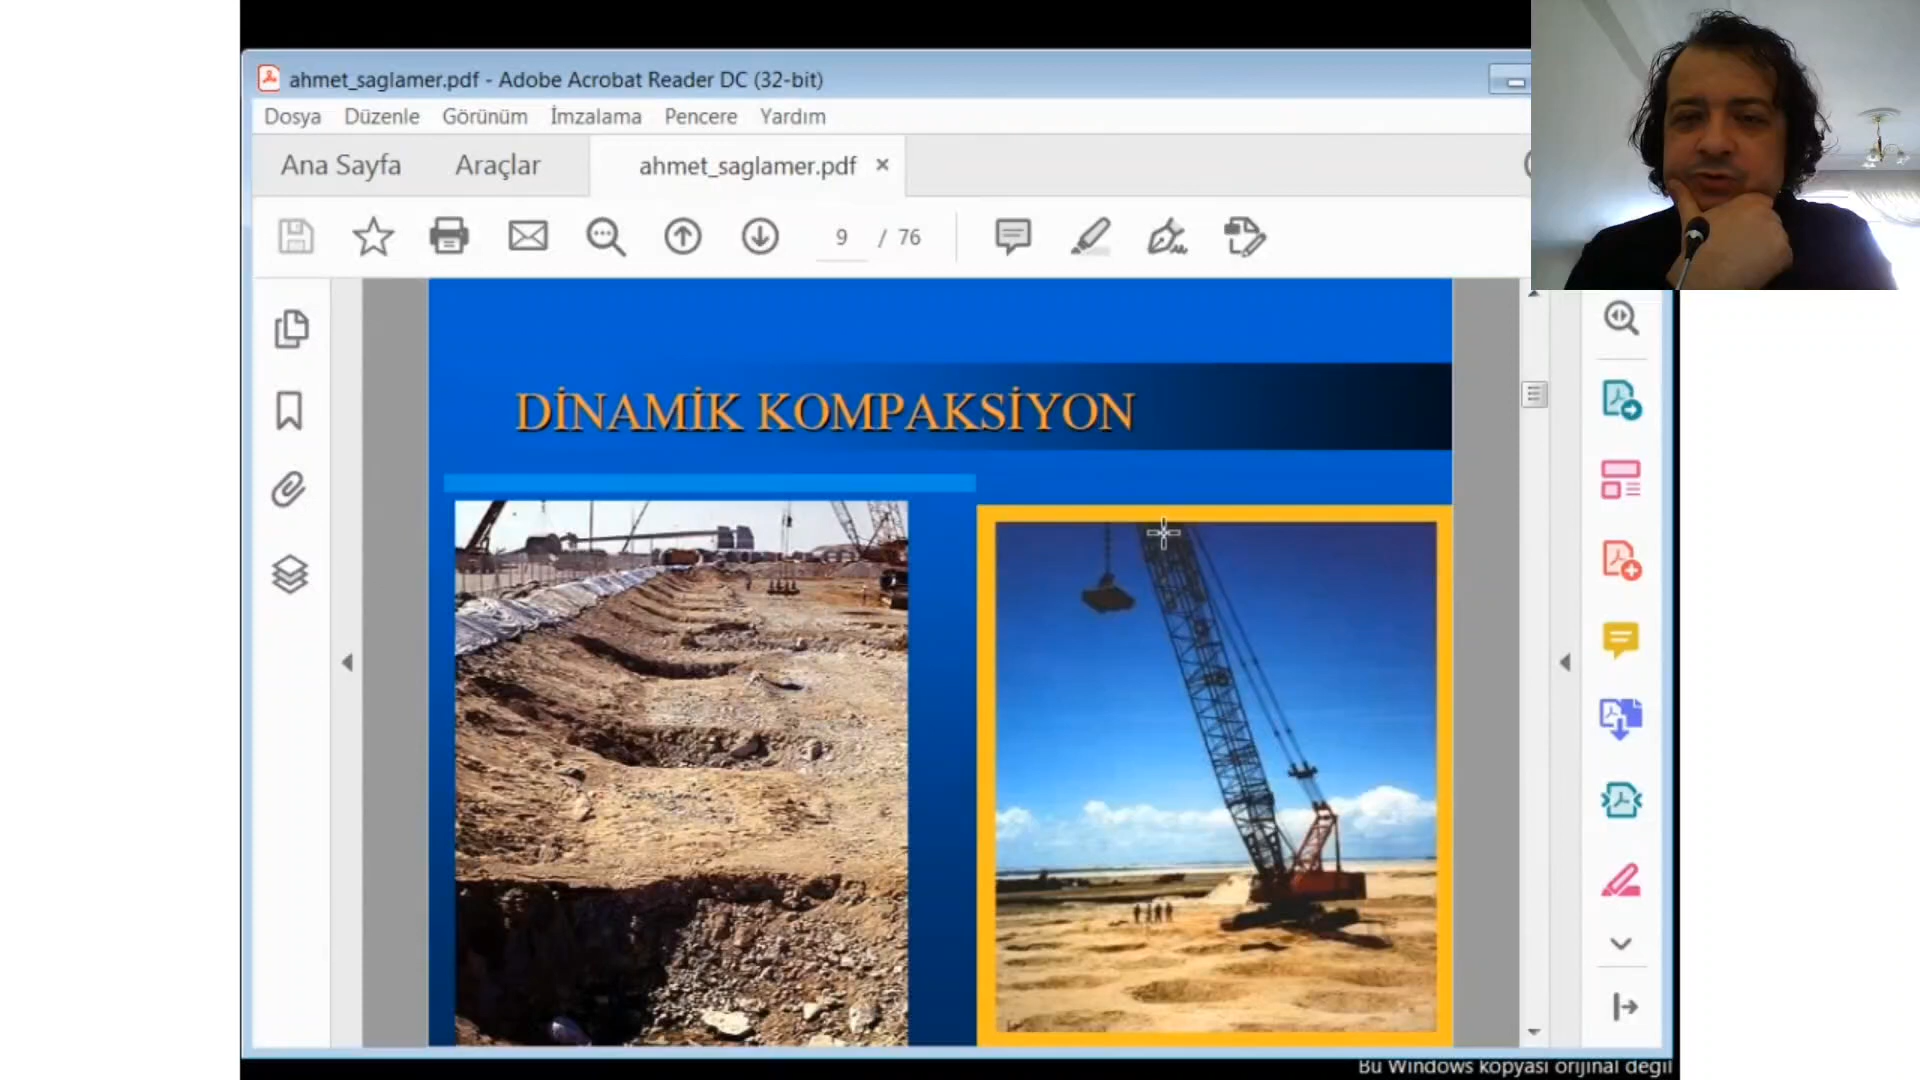 ahmet_saglamer.pdf - Adobe Acrobat Reader DC (32-bit)
Dosya Düzenle Görünüm İmzalama Pencere Yardım
Ana Sayfa Araçlar ahmet_saglamer.pdf ×
9 / 76
DİNAMİK KOMPAKSİYON
Bu Windows kopyası orijinal değil